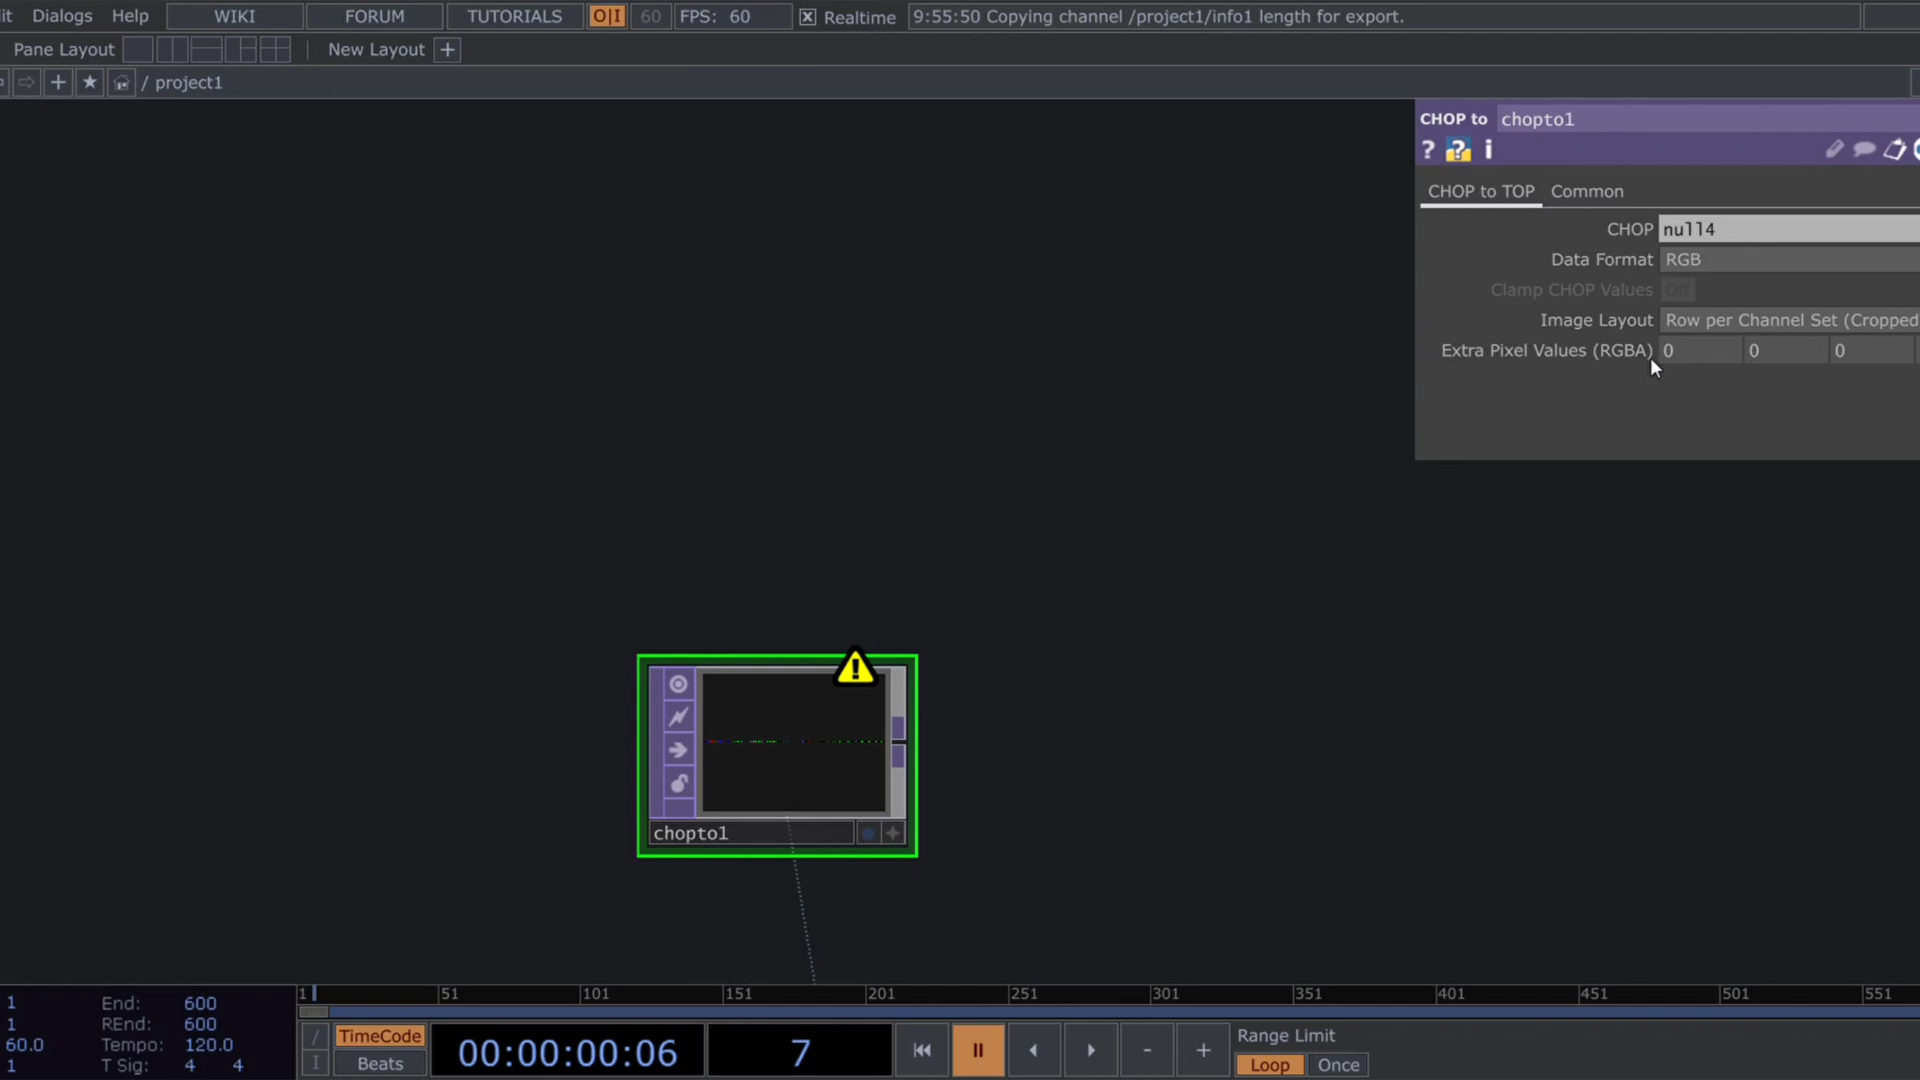 it Dialogs Help WIKI FORUM TUTORIALS O|I 60 FPS: 60 Realtime 9:55:50 Copying channel /project1/info1 length for export.
Pane Layout New Layout +
+ / project1
CHOP to chopto1
? ? i
CHOP to TOP Common
CHOP null4
Data Format RGB
Clamp CHOP Values Off
Image Layout Row per Channel Set (Cropped
Extra Pixel Values (RGBA) 0 0 0
chopto1
1 51 101 151 201 251 301 351 401 451 501 551
1 End: 600
1 REnd: 600
60.0 Tempo: 120.0
1 T Sig: 4 4
/ TimeCode
I Beats
00:00:00:06 7
- +
Range Limit
Loop Once